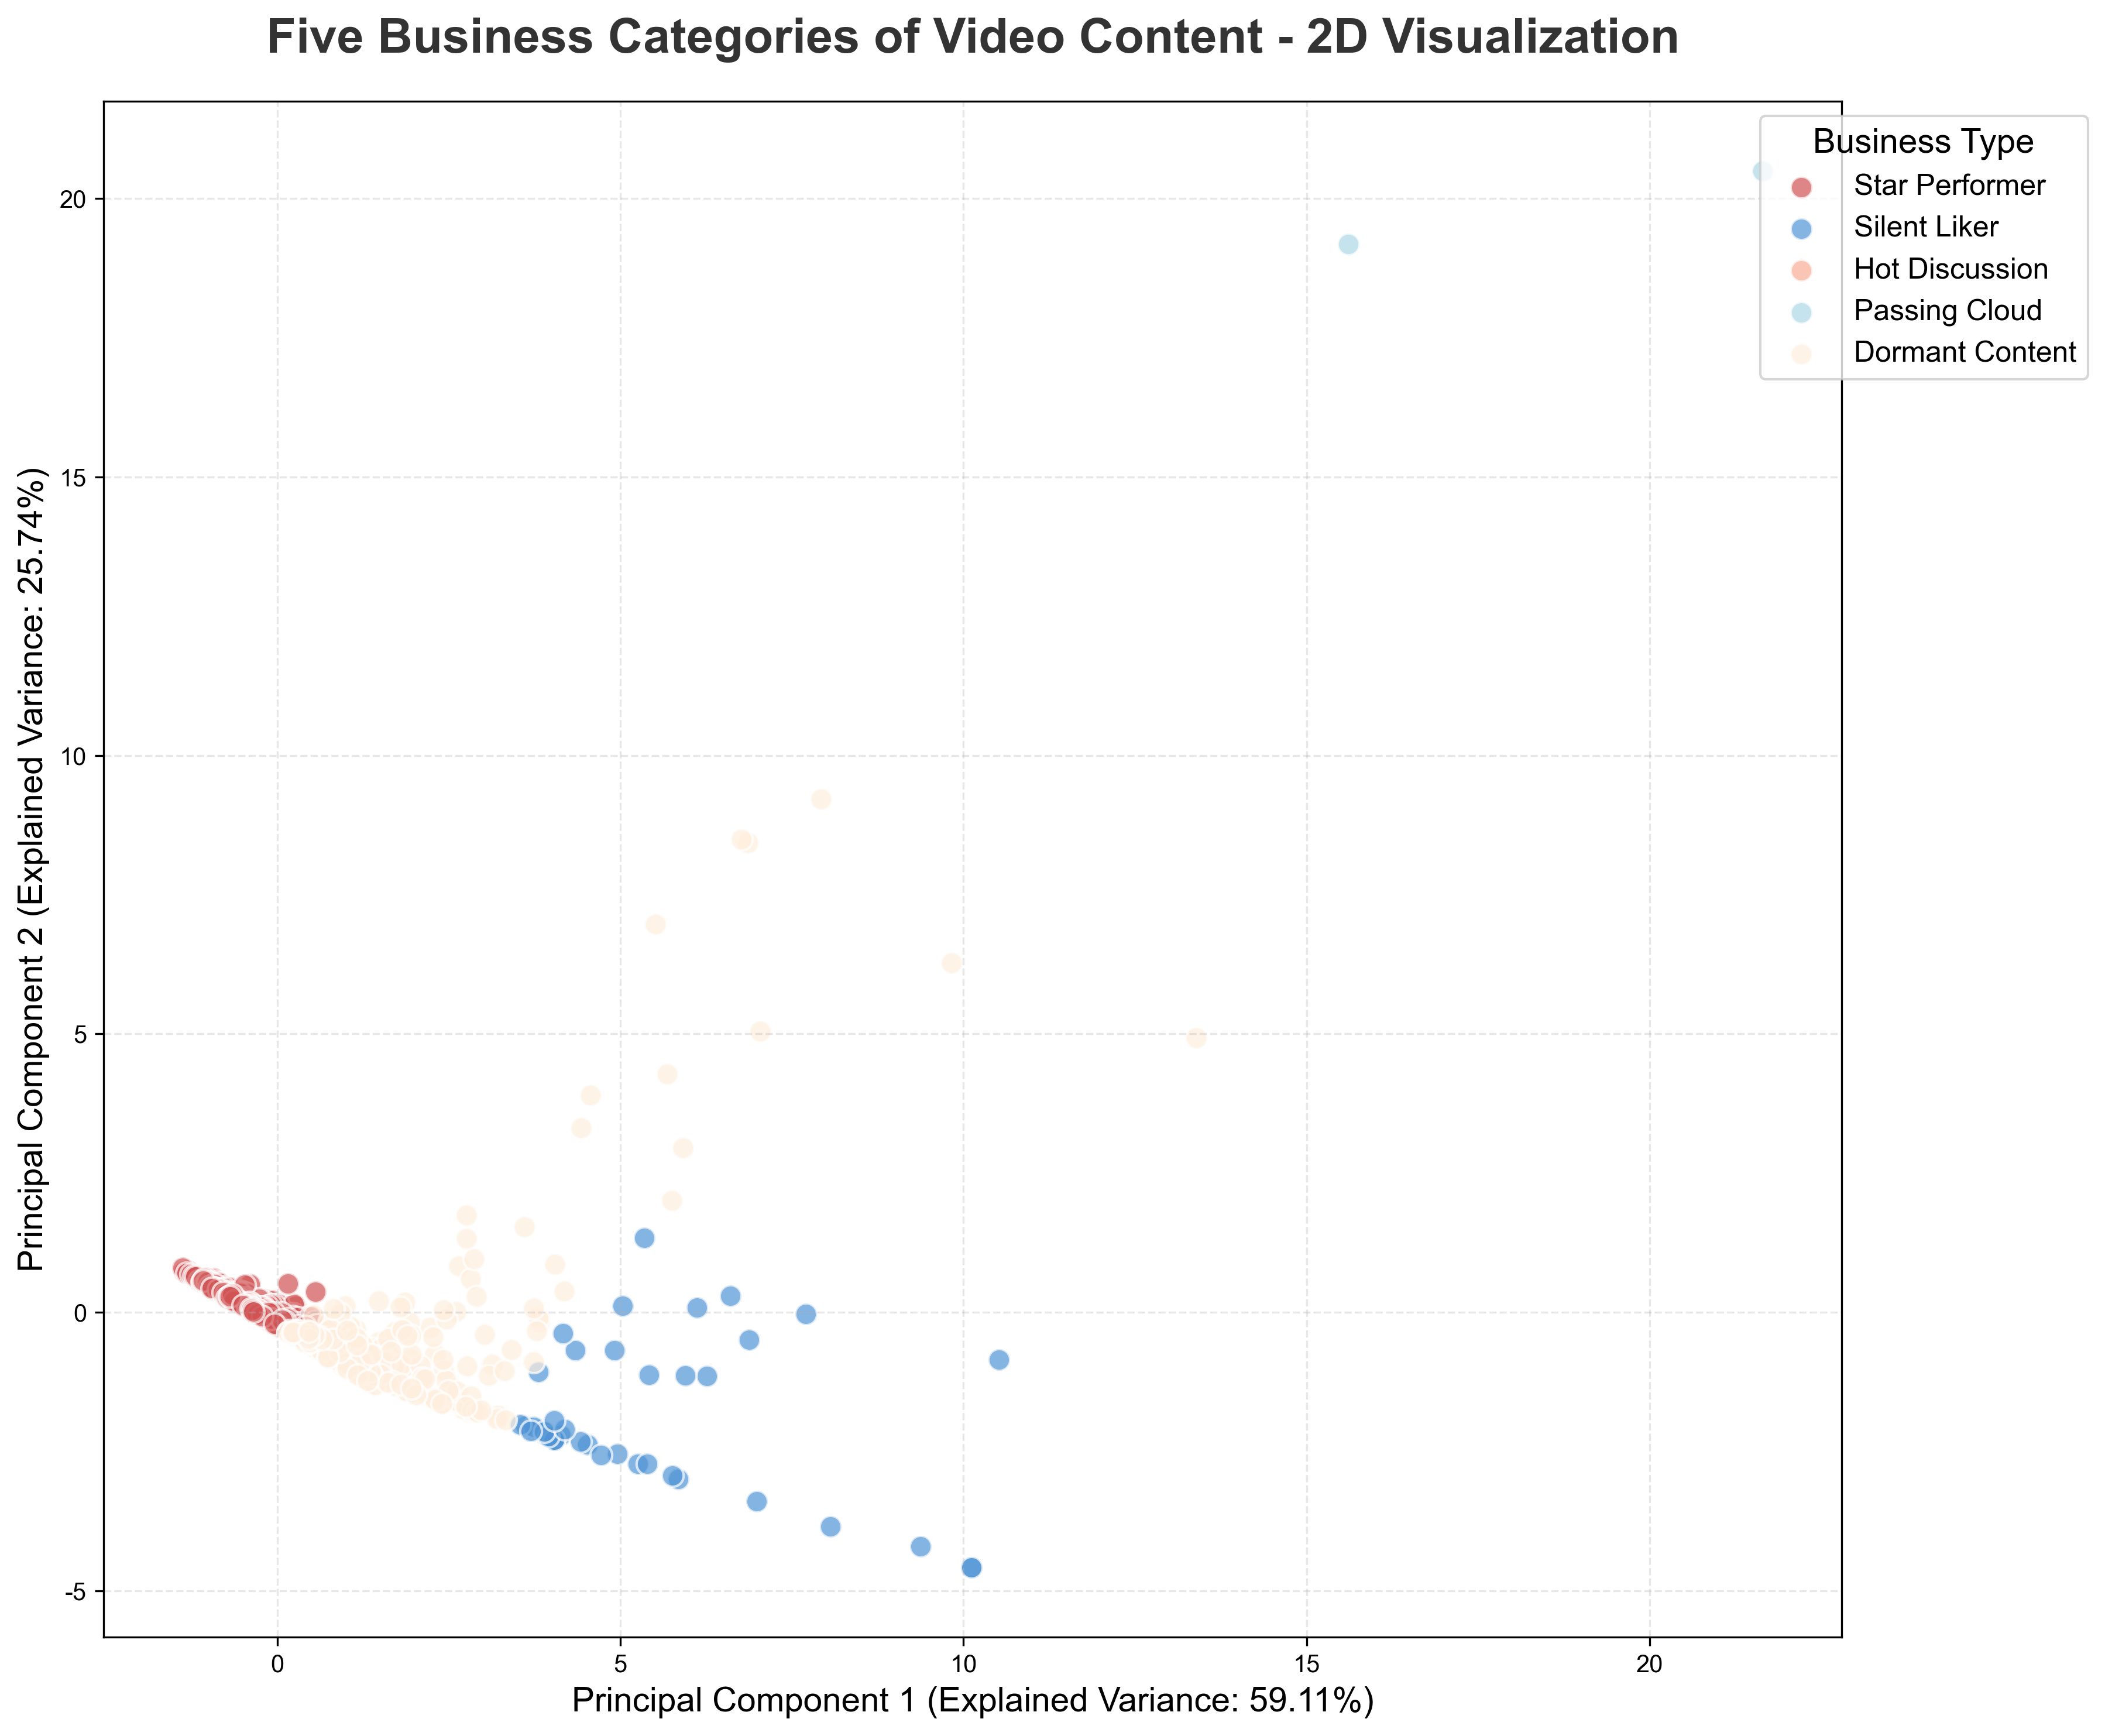 Five Business Categories of Video Content - 2D Visualization
Business Type
Star Performer
Silent Liker
Hot Discussion
Passing Cloud
Dormant Content
Principal Component 2 (Explained Variance: 25.74%)
20
15
10
5
0
-5
0
5
10
15
20
Principal Component 1 (Explained Variance: 59.11%)